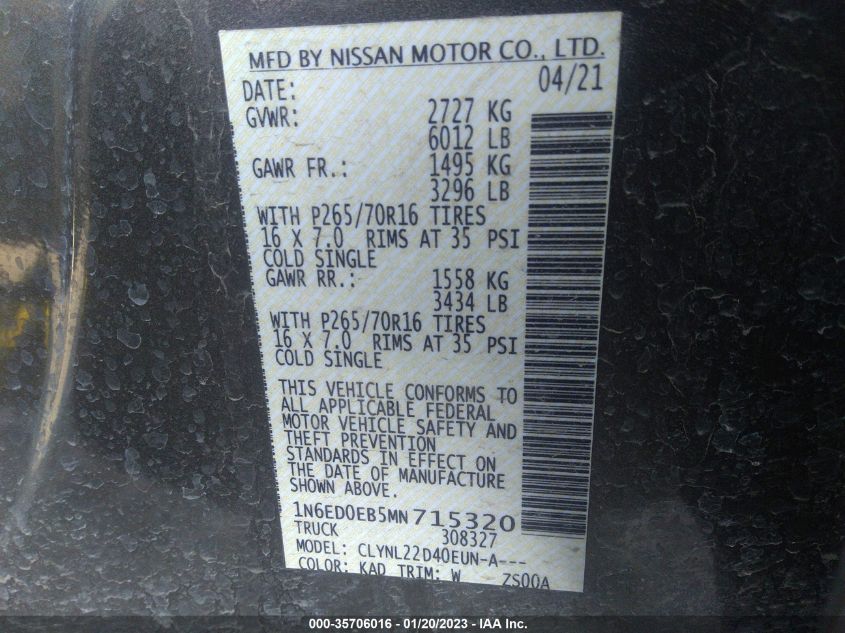 MFD BY NISSAN MOTOR CO., LTD.
DATE: 04/21
GVWR: 2727 KG
6012 LB
GAWR FR.: 1495 KG
3296 LB
WITH P265/70R16 TIRES
16 X 7.0 RIMS AT 35 PSI
COLD SINGLE
GAWR RR.: 1558 KG
3434 LB
WITH P265/70R16 TIRES
16 X 7.0 RIMS AT 35 PSI
COLD SINGLE
THIS VEHICLE CONFORMS TO
ALL APPLICABLE FEDERAL
MOTOR VEHICLE SAFETY AND
THEFT PREVENTION
STANDARDS IN EFFECT ON
THE DATE OF MANUFACTURE
SHOWN ABOVE.
1N6ED0EB5MN715320
TRUCK 308327
MODEL: CLYNL22D40EUN-A---
COLOR: KAD TRIM: W ZS00A
000-35706016 — 01/20/2023 — IAA Inc.